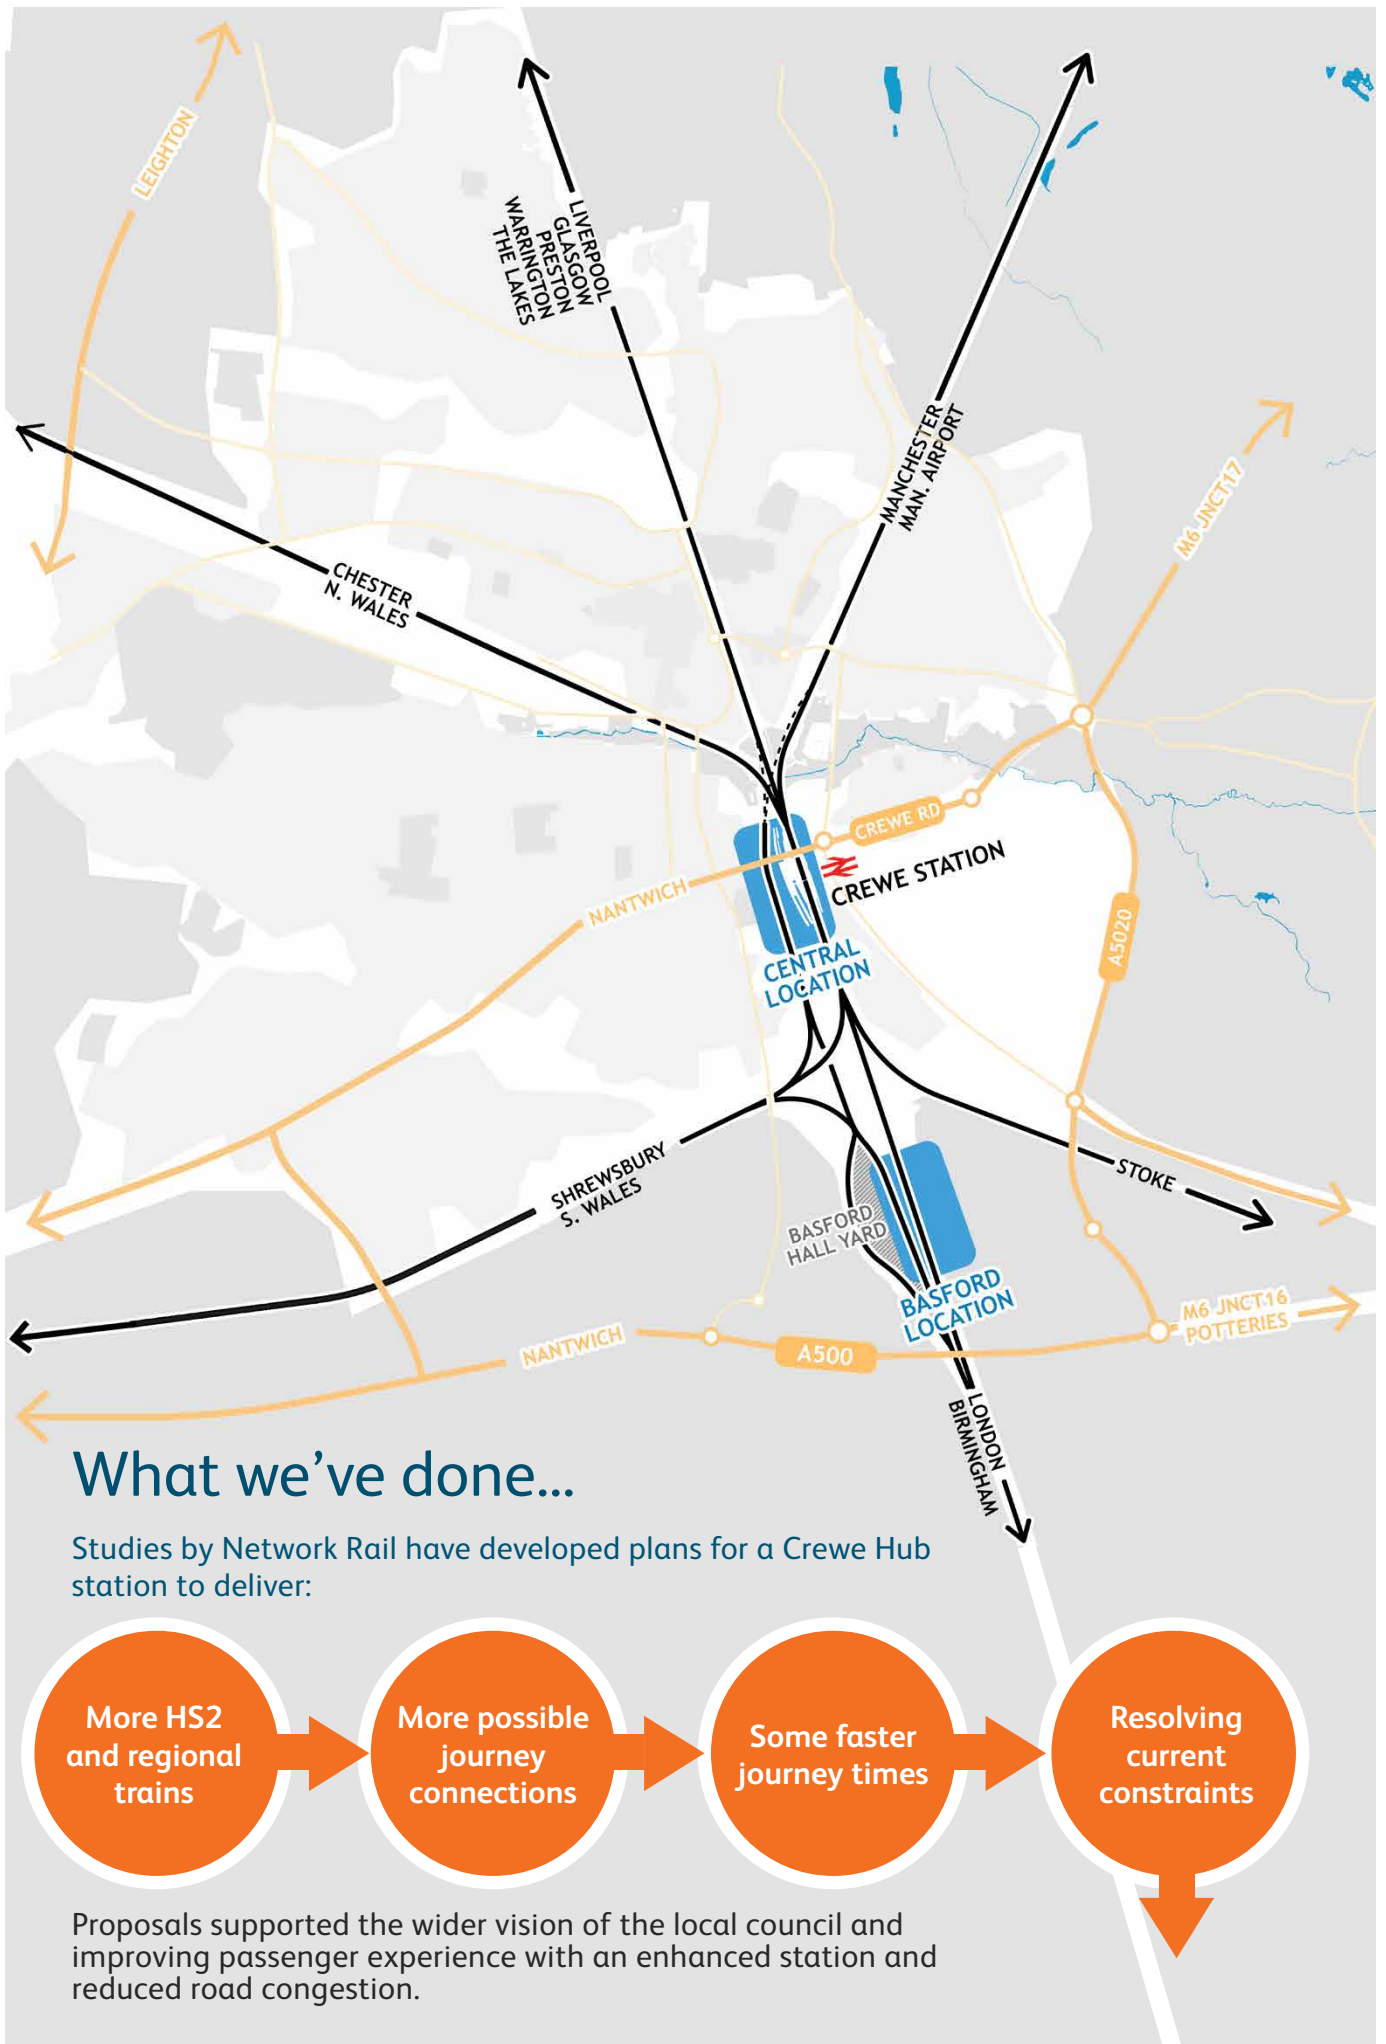 LEIGHTON
LIVERPOOL
GLASGOW
PRESTON
WARRINGTON
THE LAKES
MANCHESTER
MAN. AIRPORT
M6 JNCT17
CHESTER
N. WALES
CREWE RD
CREWE STATION
NANTWICH
A5020
CENTRAL
LOCATION
SHREWSBURY
S. WALES
STOKE
BASFORD
HALL YARD
BASFORD
LOCATION
M6 JNCT16
POTTERIES
NANTWICH
A500
LONDON
BIRMINGHAM
What we’ve done...
Studies by Network Rail have developed plans for a Crewe Hub
station to deliver:
More HS2
and regional
trains
More possible
journey
connections
Some faster
journey times
Resolving
current
constraints
Proposals supported the wider vision of the local council and
improving passenger experience with an enhanced station and
reduced road congestion.